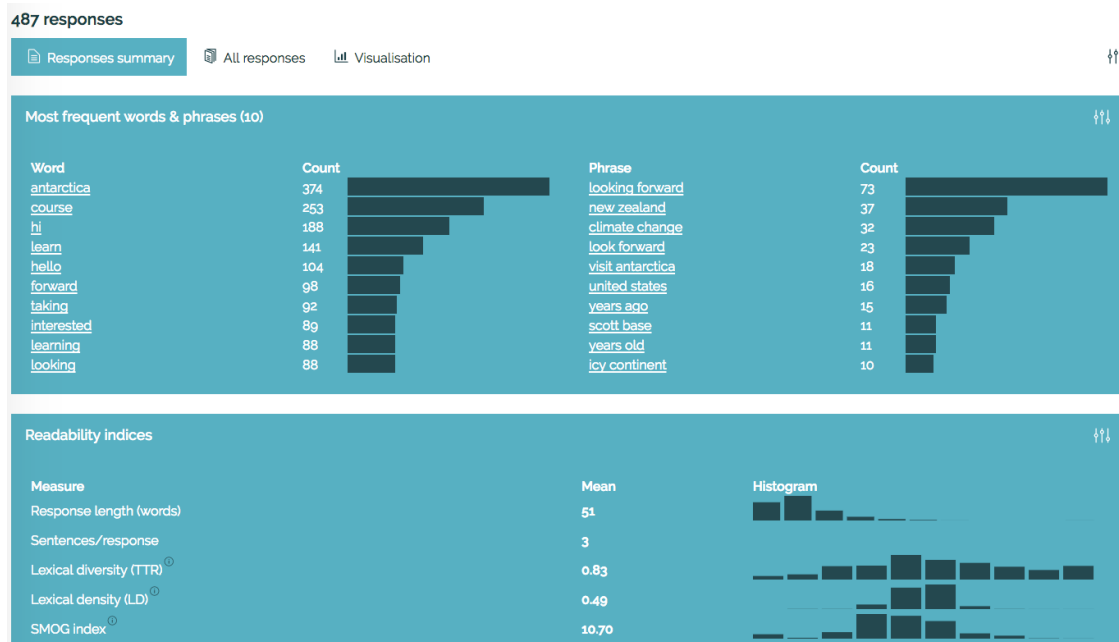 487 responses
Responses summary All responses Visualisation
Most frequent words & phrases (10)
Word Count Phrase Count
antarctica 374 looking forward 73
course 253 new zealand 37
hi 188 climate change 32
learn 141 look forward 23
hello 104 visit antarctica 18
forward 98 united states 16
taking 92 years ago 15
interested 89 scott base 11
learning 88 years old 11
looking 88 icy continent 10
Readability indices
Measure Mean Histogram
Response length (words) 51
Sentences/response 3
Lexical diversity (TTR) 0.83
Lexical density (LD) 0.49
SMOG index 10.70